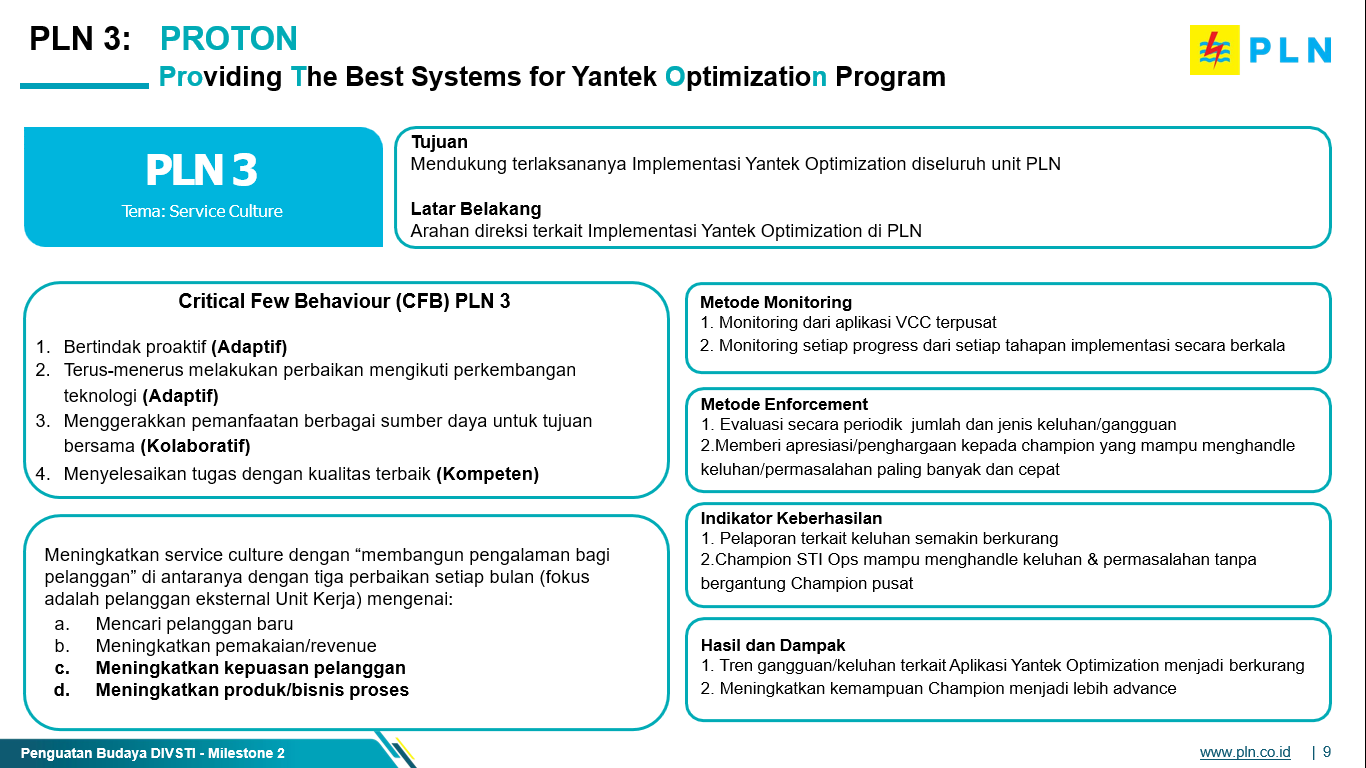 PLN 3: PROTON
Providing The Best Systems for Yantek Optimization Program
PLN
PLN 3
Tema: Service Culture
Tujuan
Mendukung terlaksananya Implementasi Yantek Optimization diseluruh unit PLN
Latar Belakang
Arahan direksi terkait Implementasi Yantek Optimization di PLN
Critical Few Behaviour (CFB) PLN 3
1. Bertindak proaktif (Adaptif)
2. Terus-menerus melakukan perbaikan mengikuti perkembangan
teknologi (Adaptif)
3. Menggerakkan pemanfaatan berbagai sumber daya untuk tujuan
bersama (Kolaboratif)
4. Menyelesaikan tugas dengan kualitas terbaik (Kompeten)
Meningkatkan service culture dengan “membangun pengalaman bagi
pelanggan” di antaranya dengan tiga perbaikan setiap bulan (fokus
adalah pelanggan eksternal Unit Kerja) mengenai:
a. Mencari pelanggan baru
b. Meningkatkan pemakaian/revenue
c. Meningkatkan kepuasan pelanggan
d. Meningkatkan produk/bisnis proses
Metode Monitoring
1. Monitoring dari aplikasi VCC terpusat
2. Monitoring setiap progress dari setiap tahapan implementasi secara berkala
Metode Enforcement
1. Evaluasi secara periodik  jumlah dan jenis keluhan/gangguan
2.Memberi apresiasi/penghargaan kepada champion yang mampu menghandle
keluhan/permasalahan paling banyak dan cepat
Indikator Keberhasilan
1. Pelaporan terkait keluhan semakin berkurang
2.Champion STI Ops mampu menghandle keluhan & permasalahan tanpa
bergantung Champion pusat
Hasil dan Dampak
1. Tren gangguan/keluhan terkait Aplikasi Yantek Optimization menjadi berkurang
2. Meningkatkan kemampuan Champion menjadi lebih advance
Penguatan Budaya DIVSTI - Milestone 2
www.pln.co.id | 9